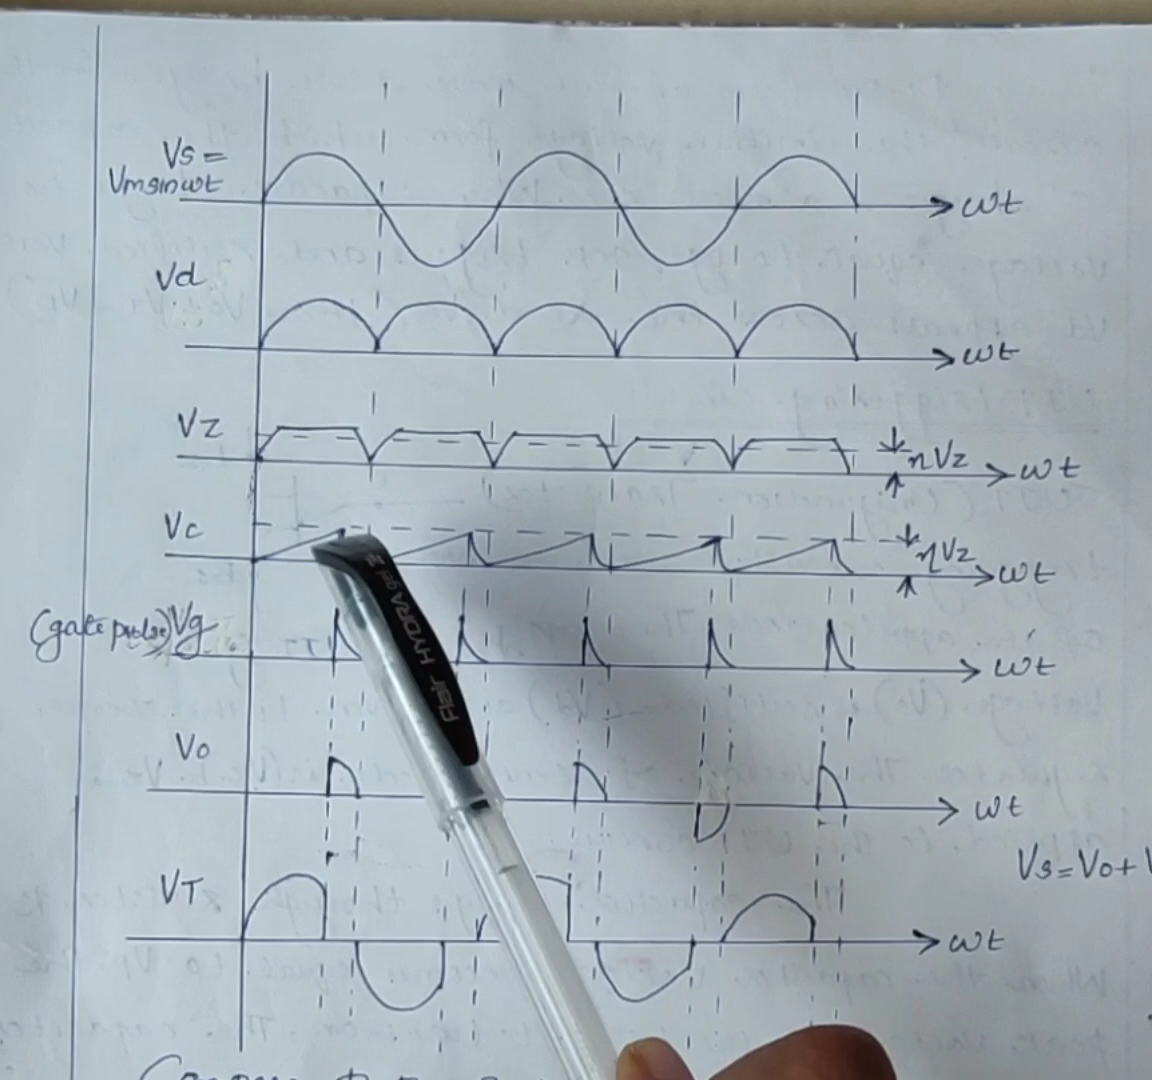 Vs =
Vmsinωt
ωt
Vd
ωt
VZ
ηVz
ωt
Vc
ηVz
ωt
(gate pulse) Vg
ωt
Vo
ωt
Vs = Vo +
VT
ωt
Flair HYDRA gel